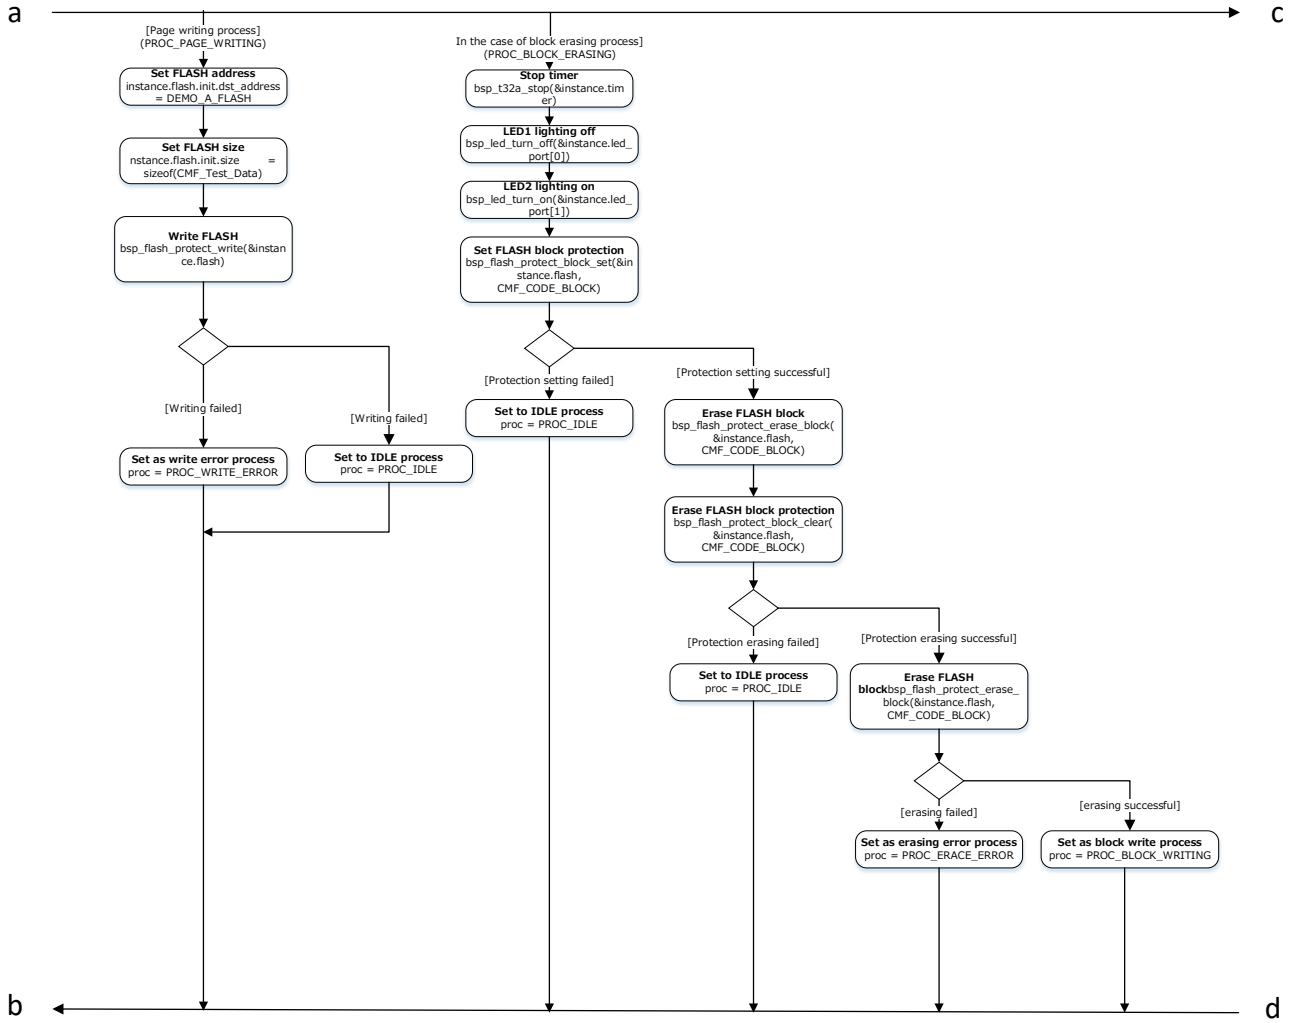 a
c
[Page writing process]
(PROC_PAGE_WRITING)
Set FLASH address
instance.flash.init.dst_address
= DEMO_A_FLASH
Set FLASH size
nstance.flash.init.size =
sizeof(CMF_Test_Data)
Write FLASH
bsp_flash_protect_write(&instan
ce.flash)
[Writing failed]
[Writing failed]
Set as write error process
proc = PROC_WRITE_ERROR
Set to IDLE process
proc = PROC_IDLE
In the case of block erasing process]
(PROC_BLOCK_ERASING)
Stop timer
bsp_t32a_stop(&instance.tim
er)
LED1 lighting off
bsp_led_turn_off(&instance.led_
port[0])
LED2 lighting on
bsp_led_turn_on(&instance.led_
port[1])
Set FLASH block protection
bsp_flash_protect_block_set(&in
stance.flash,
CMF_CODE_BLOCK)
[Protection setting failed]
[Protection setting successful]
Set to IDLE process
proc = PROC_IDLE
Erase FLASH block
bsp_flash_protect_erase_block(
&instance.flash,
CMF_CODE_BLOCK)
Erase FLASH block protection
bsp_flash_protect_block_clear(
&instance.flash,
CMF_CODE_BLOCK)
[Protection erasing failed]
[Protection erasing successful]
Set to IDLE process
proc = PROC_IDLE
Erase FLASH
blockbsp_flash_protect_erase_
block(&instance.flash,
CMF_CODE_BLOCK)
[erasing failed]
[erasing successful]
Set as erasing error process
proc = PROC_ERACE_ERROR
Set as block write process
proc = PROC_BLOCK_WRITING
b
d